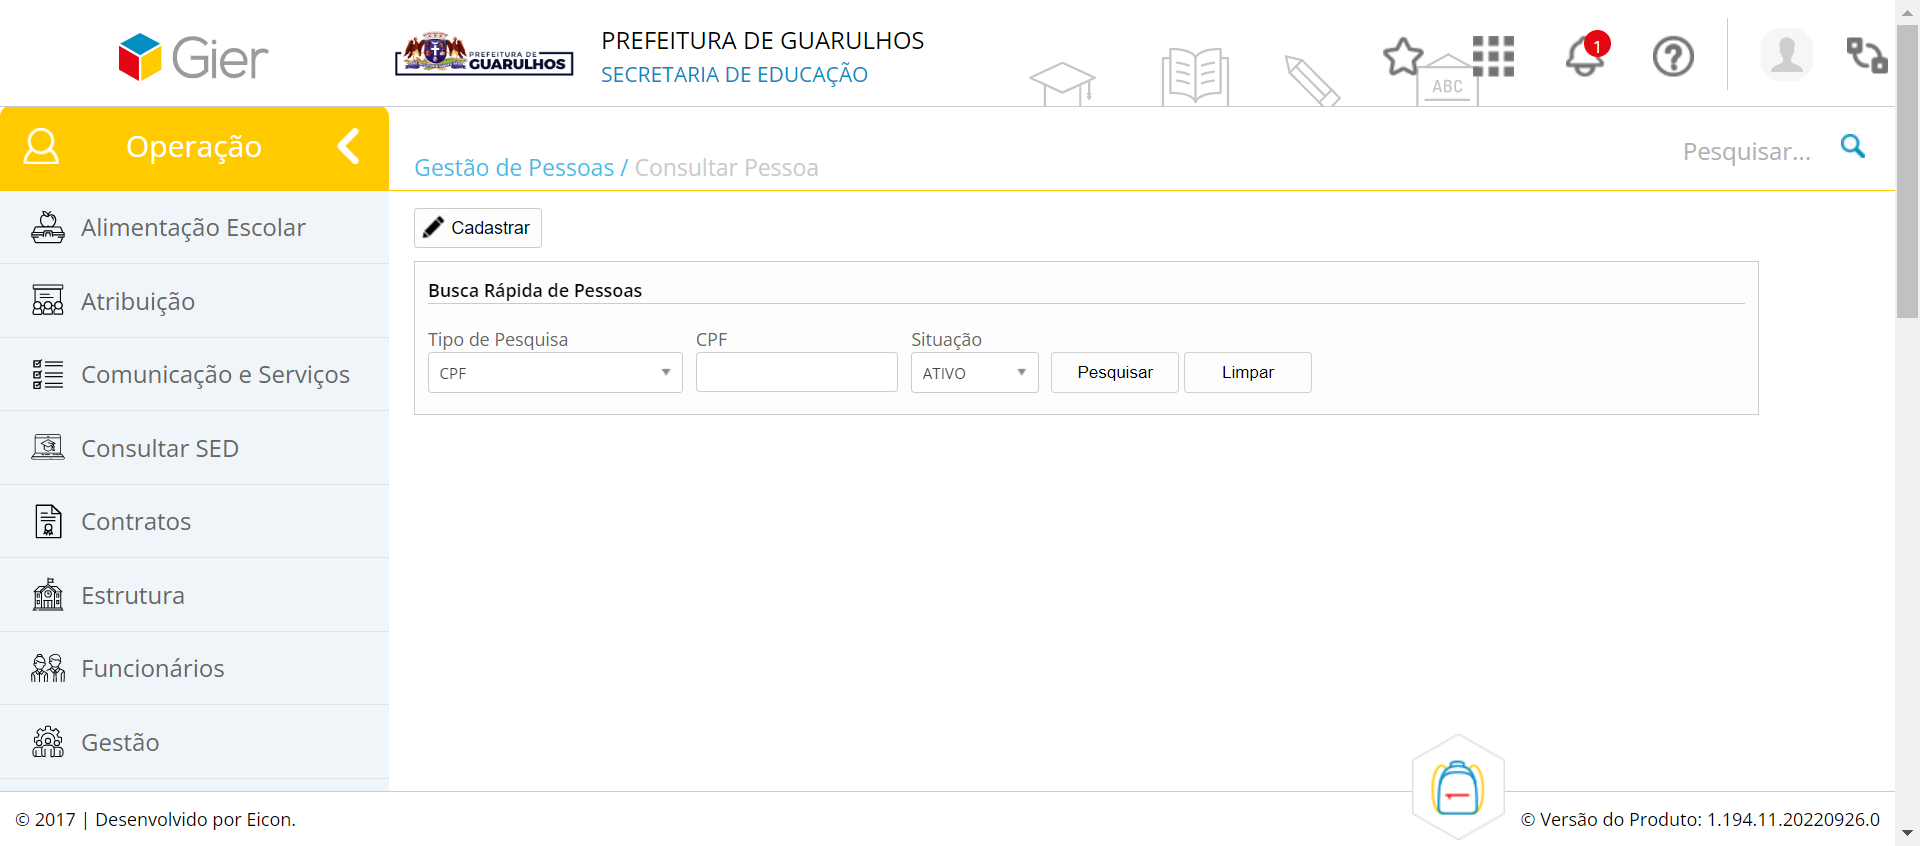 Gier
PREFEITURA DE
GUARULHOS
PREFEITURA DE GUARULHOS
SECRETARIA DE EDUCAÇÃO
ABC
1
Operação
Gestão de Pessoas / Consultar Pessoa
Pesquisar...
Alimentação Escolar
Atribuição
Comunicação e Serviços
Consultar SED
Contratos
Estrutura
Funcionários
Gestão
Cadastrar
Busca Rápida de Pessoas
Tipo de Pesquisa CPF Situação
CPF ATIVO Pesquisar Limpar
© 2017 | Desenvolvido por Eicon.
© Versão do Produto: 1.194.11.20220926.0